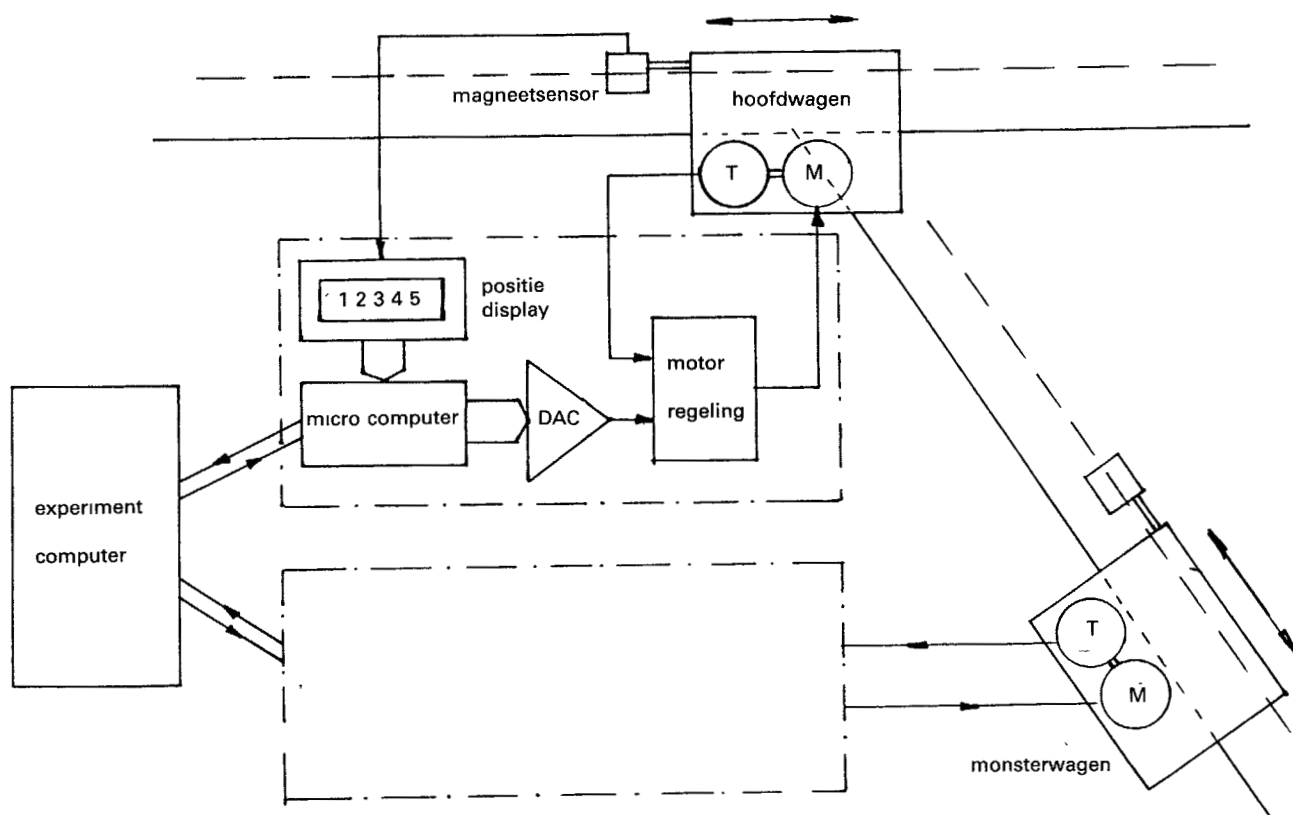 magneetsensor
hoofdwagen
T
M
1 2 3 4 5
positie
display
motor
regeling
micro computer
DAC
experiment
computer
T
M
monsterwagen